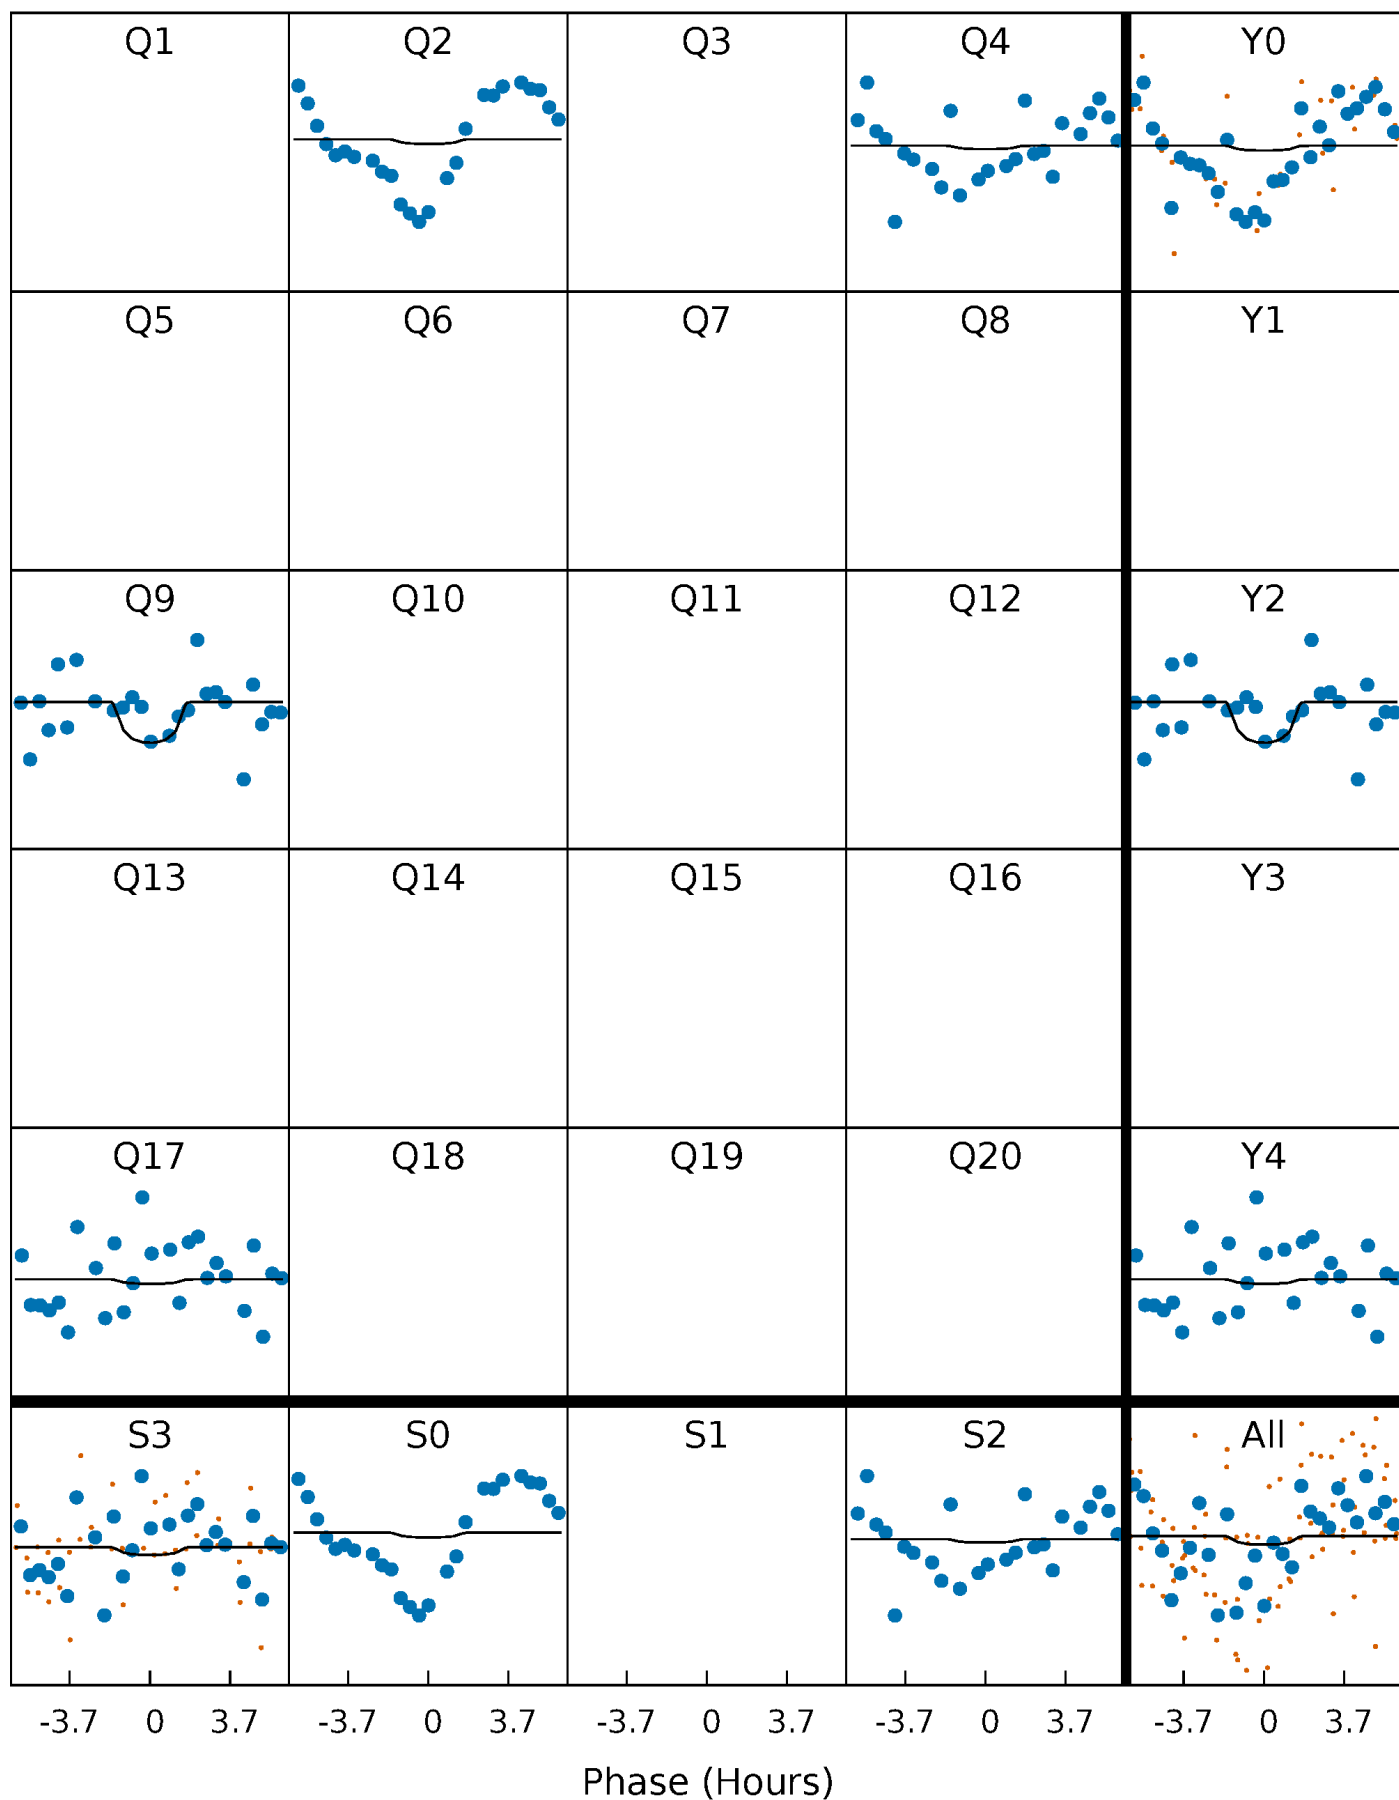 Q1 Q2 Q3 Q4 Y0
Q5 Q6 Q7 Q8 Y1
Q9 Q10 Q11 Q12 Y2
Q13 Q14 Q15 Q16 Y3
Q17 Q18 Q19 Q20 Y4
S3 S0 S1 S2 All
-3.7 0 3.7 -3.7 0 3.7 -3.7 0 3.7 -3.7 0 3.7 -3.7 0 3.7
Phase (Hours)